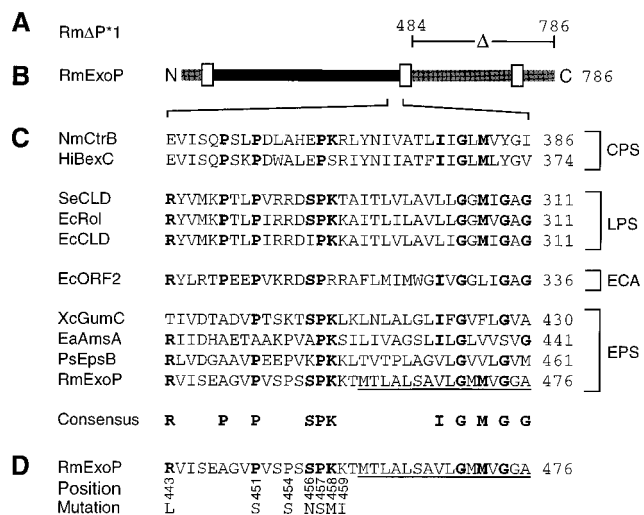 A RmΔP*1 484 Δ 786
B RmExoP N C 786
C
NmCtrB EVISQPSLPDLAHEPKRLYNIVATLIIGLMVYGI 386
HiBexC EVISQPSKPDWALEPSRIYNIIATFIIGLMLYGV 374
CPS
SeCLD RYVMKPTLPVRRDSPKTAITLVLAVLLGGMIGAG 311
EcRol RYVMKPTLPIRRDSPKKAITLILAVLLGGMVGAG 311
EcCLD RYVMKPTLPIRRDIPKKAITLVLAVLIGGMVGAG 311
LPS
EcORF2 RYLRTPEEPVKRDSPRRAFLMIMWGIVGGLIGAG 336
ECA
XcGumC TIVDTADVPTSKTSPKLKLNLALGLIFGVFLGVA 430
EaAmsA RIIDHAETAAKPVAPKSILIVAGSLILGLVVSVG 441
PsEpsB RLVDGAAVPEEPVKPKKLTVTPLAGVLGVVLGVM 461
RmExoP RVISEAGVPVSPSSPKKTMTLALSAVLGMMVGGA 476
EPS
Consensus R P P SPK I G M G G
D
RmExoP RVISEAGVPVSPSSPKKTMTLALSAVLGMMVGGA 476
Position 443 451 454 456 457 458 459
Mutation L S S N S M I